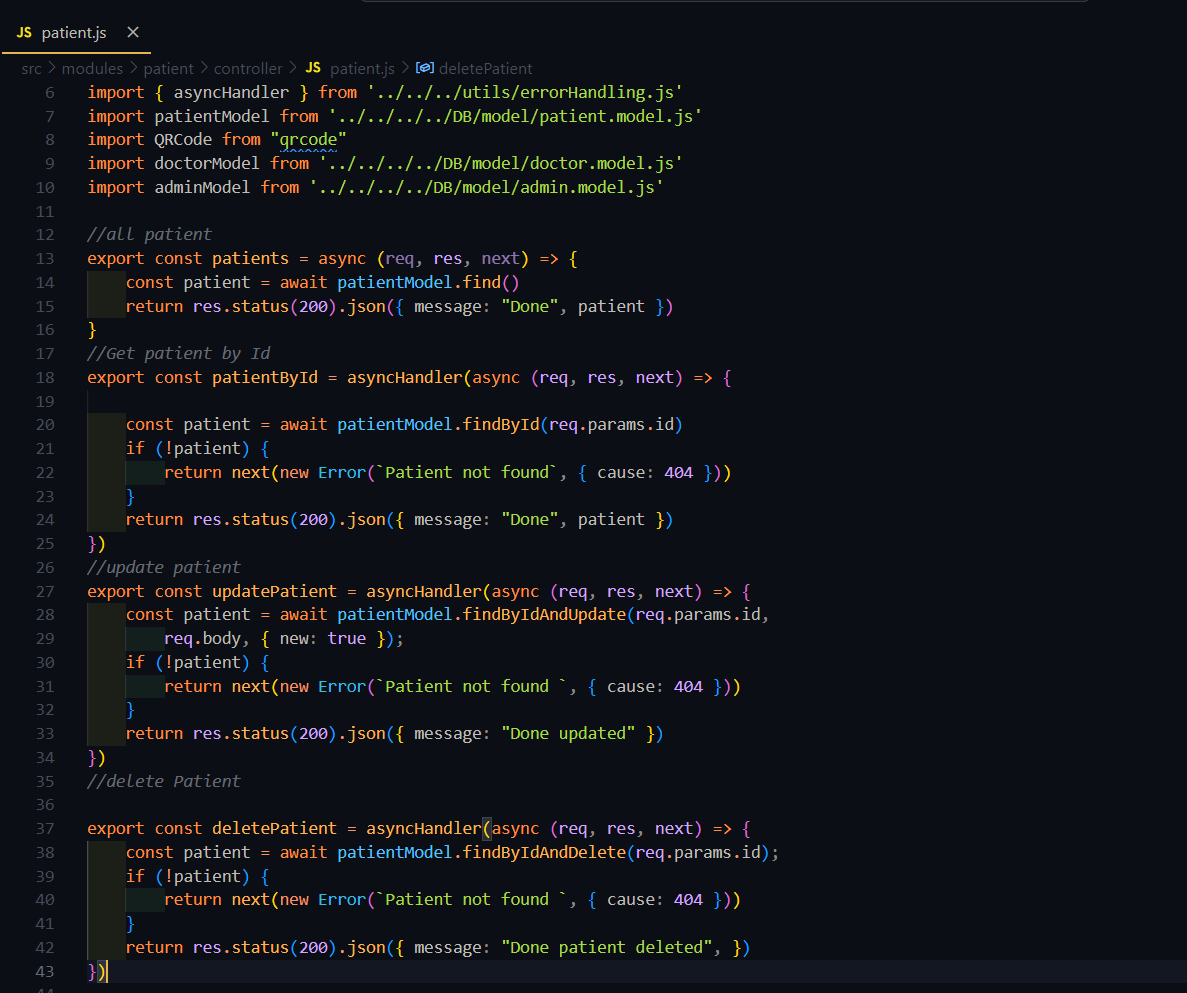 JS patient.js ×
src > modules > patient > controller > JS patient.js > deletePatient
6 import { asyncHandler } from '../../../utils/errorHandling.js'
7 import patientModel from '../../../../DB/model/patient.model.js'
8 import QRCode from "qrcode"
9 import doctorModel from '../../../../DB/model/doctor.model.js'
10 import adminModel from '../../../../DB/model/admin.model.js'
11
12 //all patient
13 export const patients = async (req, res, next) => {
14     const patient = await patientModel.find()
15     return res.status(200).json({ message: "Done", patient })
16 }
17 //Get patient by Id
18 export const patientById = asyncHandler(async (req, res, next) => {
19
20     const patient = await patientModel.findById(req.params.id)
21     if (!patient) {
22         return next(new Error(`Patient not found`, { cause: 404 }))
23     }
24     return res.status(200).json({ message: "Done", patient })
25 })
26 //update patient
27 export const updatePatient = asyncHandler(async (req, res, next) => {
28     const patient = await patientModel.findByIdAndUpdate(req.params.id,
29         req.body, { new: true });
30     if (!patient) {
31         return next(new Error(`Patient not found `, { cause: 404 }))
32     }
33     return res.status(200).json({ message: "Done updated" })
34 })
35 //delete Patient
36
37 export const deletePatient = asyncHandler(async (req, res, next) => {
38     const patient = await patientModel.findByIdAndDelete(req.params.id);
39     if (!patient) {
40         return next(new Error(`Patient not found `, { cause: 404 }))
41     }
42     return res.status(200).json({ message: "Done patient deleted", })
43 })